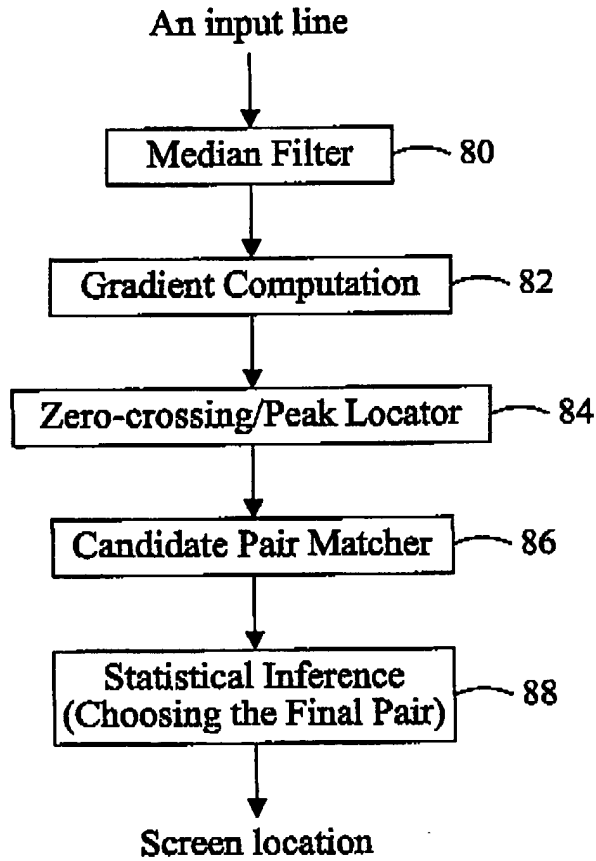 An input line
Median Filter 80
Gradient Computation 82
Zero-crossing/Peak Locator 84
Candidate Pair Matcher 86
Statistical Inference
(Choosing the Final Pair) 88
Screen location